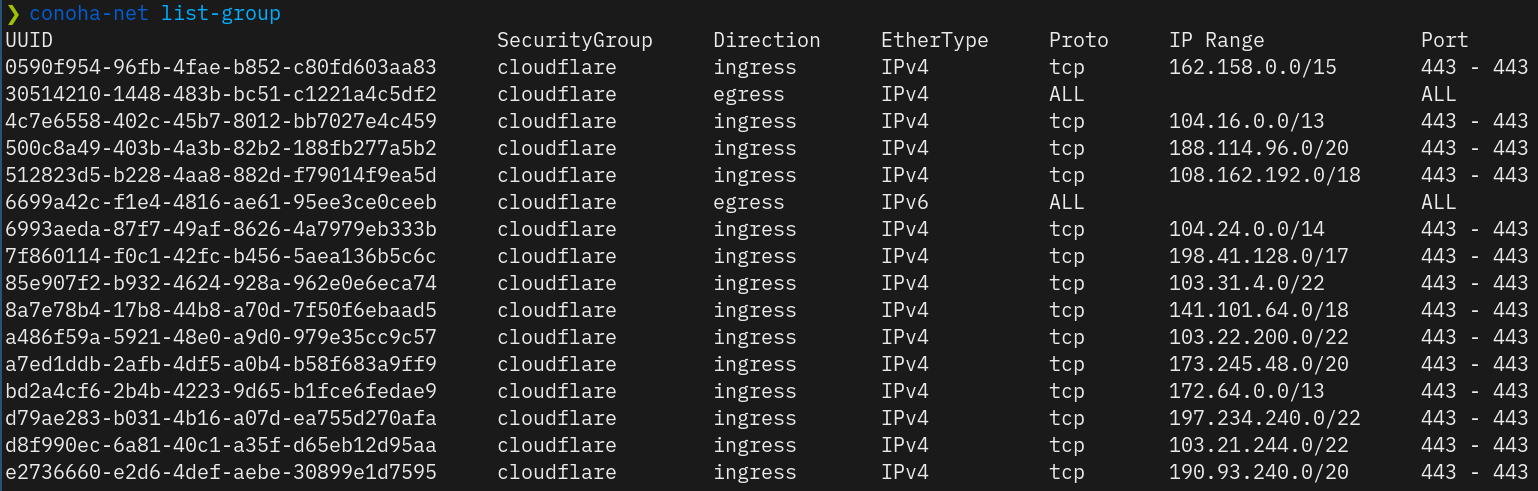 ❯ conoha-net list-group
UUID SecurityGroup Direction EtherType Proto IP Range Port
0590f954-96fb-4fae-b852-c80fd603aa83 cloudflare ingress IPv4 tcp 162.158.0.0/15 443 - 443
30514210-1448-483b-bc51-c1221a4c5df2 cloudflare egress IPv4 ALL ALL
4c7e6558-402c-45b7-8012-bb7027e4c459 cloudflare ingress IPv4 tcp 104.16.0.0/13 443 - 443
500c8a49-403b-4a3b-82b2-188fb277a5b2 cloudflare ingress IPv4 tcp 188.114.96.0/20 443 - 443
512823d5-b228-4aa8-882d-f79014f9ea5d cloudflare ingress IPv4 tcp 108.162.192.0/18 443 - 443
6699a42c-f1e4-4816-ae61-95ee3ce0ceeb cloudflare egress IPv6 ALL ALL
6993aeda-87f7-49af-8626-4a7979eb333b cloudflare ingress IPv4 tcp 104.24.0.0/14 443 - 443
7f860114-f0c1-42fc-b456-5aea136b5c6c cloudflare ingress IPv4 tcp 198.41.128.0/17 443 - 443
85e907f2-b932-4624-928a-962e0e6eca74 cloudflare ingress IPv4 tcp 103.31.4.0/22 443 - 443
8a7e78b4-17b8-44b8-a70d-7f50f6ebaad5 cloudflare ingress IPv4 tcp 141.101.64.0/18 443 - 443
a486f59a-5921-48e0-a9d0-979e35cc9c57 cloudflare ingress IPv4 tcp 103.22.200.0/22 443 - 443
a7ed1ddb-2afb-4df5-a0b4-b58f683a9ff9 cloudflare ingress IPv4 tcp 173.245.48.0/20 443 - 443
bd2a4cf6-2b4b-4223-9d65-b1fce6fedae9 cloudflare ingress IPv4 tcp 172.64.0.0/13 443 - 443
d79ae283-b031-4b16-a07d-ea755d270afa cloudflare ingress IPv4 tcp 197.234.240.0/22 443 - 443
d8f990ec-6a81-40c1-a35f-d65eb12d95aa cloudflare ingress IPv4 tcp 103.21.244.0/22 443 - 443
e2736660-e2d6-4def-aebe-30899e1d7595 cloudflare ingress IPv4 tcp 190.93.240.0/20 443 - 443